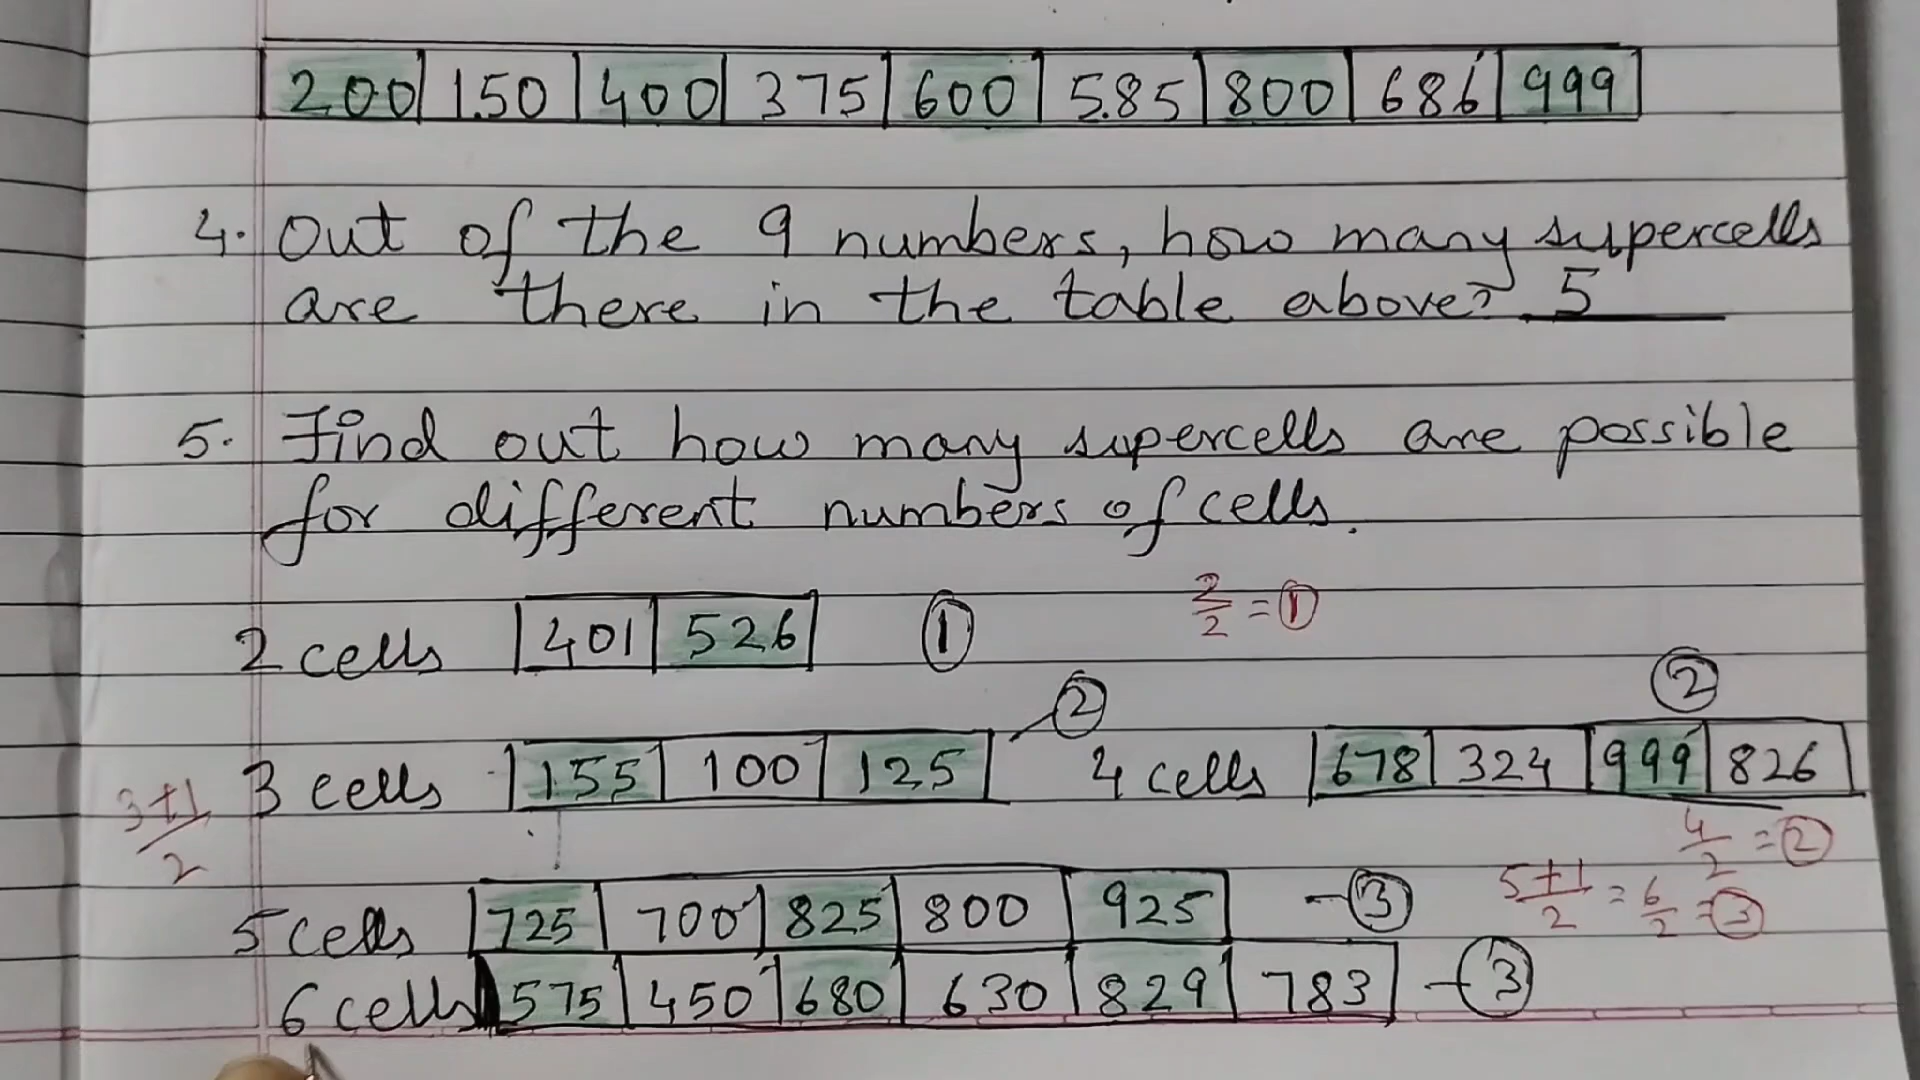 200 150 400 375 600 585 800 686 999
4. Out of the 9 numbers, how many supercells
are there in the table above? 5
5. Find out how many supercells are possible
for different numbers of cells.
2 cells 401 526 1 2/2 = 1
3+1/2 3 cells 155 100 125 2 4 cells 678 324 999 826 2
4/2 = 2
5 cells 725 700 825 800 925 - 3 5+1/2 = 6/2 = 3
6 cells 575 450 680 630 829 783 - 3